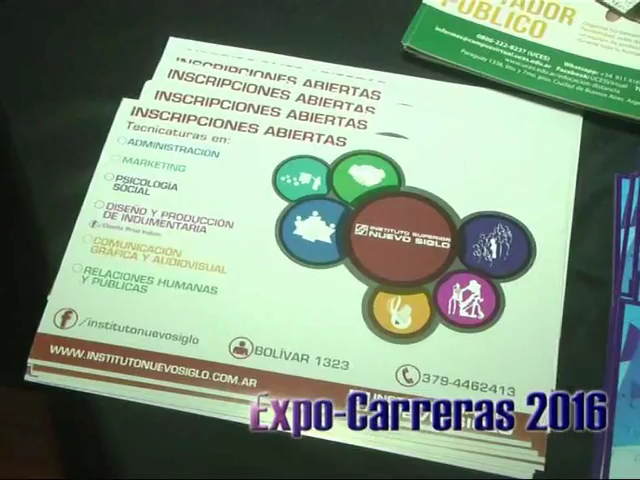 TADOR
PÚBLICO
0800-222-8237 (UCES)
INSCRIPCIONES ABIERTAS
INSCRIPCIONES ABIERTAS
INSCRIPCIONES ABIERTAS
INSCRIPCIONES ABIERTAS
Tecnicaturas en:
ADMINISTRACIÓN
MARKETING
PSICOLOGÍA
SOCIAL
DISEÑO Y PRODUCCIÓN
DE INDUMENTARIA
COMUNICACIÓN
GRÁFICA Y AUDIOVISUAL
RELACIONES HUMANAS
Y PÚBLICAS
INSTITUTO SUPERIOR
NUEVO SIGLO
f /institutonuevosiglo
BOLÍVAR 1323
379-4462413
WWW.INSTITUTONUEVOSIGLO.COM.AR
Expo-Carreras 2016